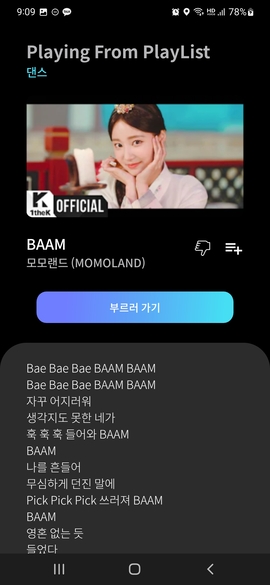 9:09
HD
78%
Playing From PlayList
댄스
K
1theK
OFFICIAL
BAAM
모모랜드 (MOMOLAND)
부르러 가기
Bae Bae Bae BAAM BAAM
Bae Bae Bae BAAM BAAM
자꾸 어지러워
생각지도 못한 네가
훅 훅 훅 들어와 BAAM
BAAM
나를 흔들어
무심하게 던진 말에
Pick Pick Pick 쓰러져 BAAM
BAAM
영혼 없는 듯
들었다